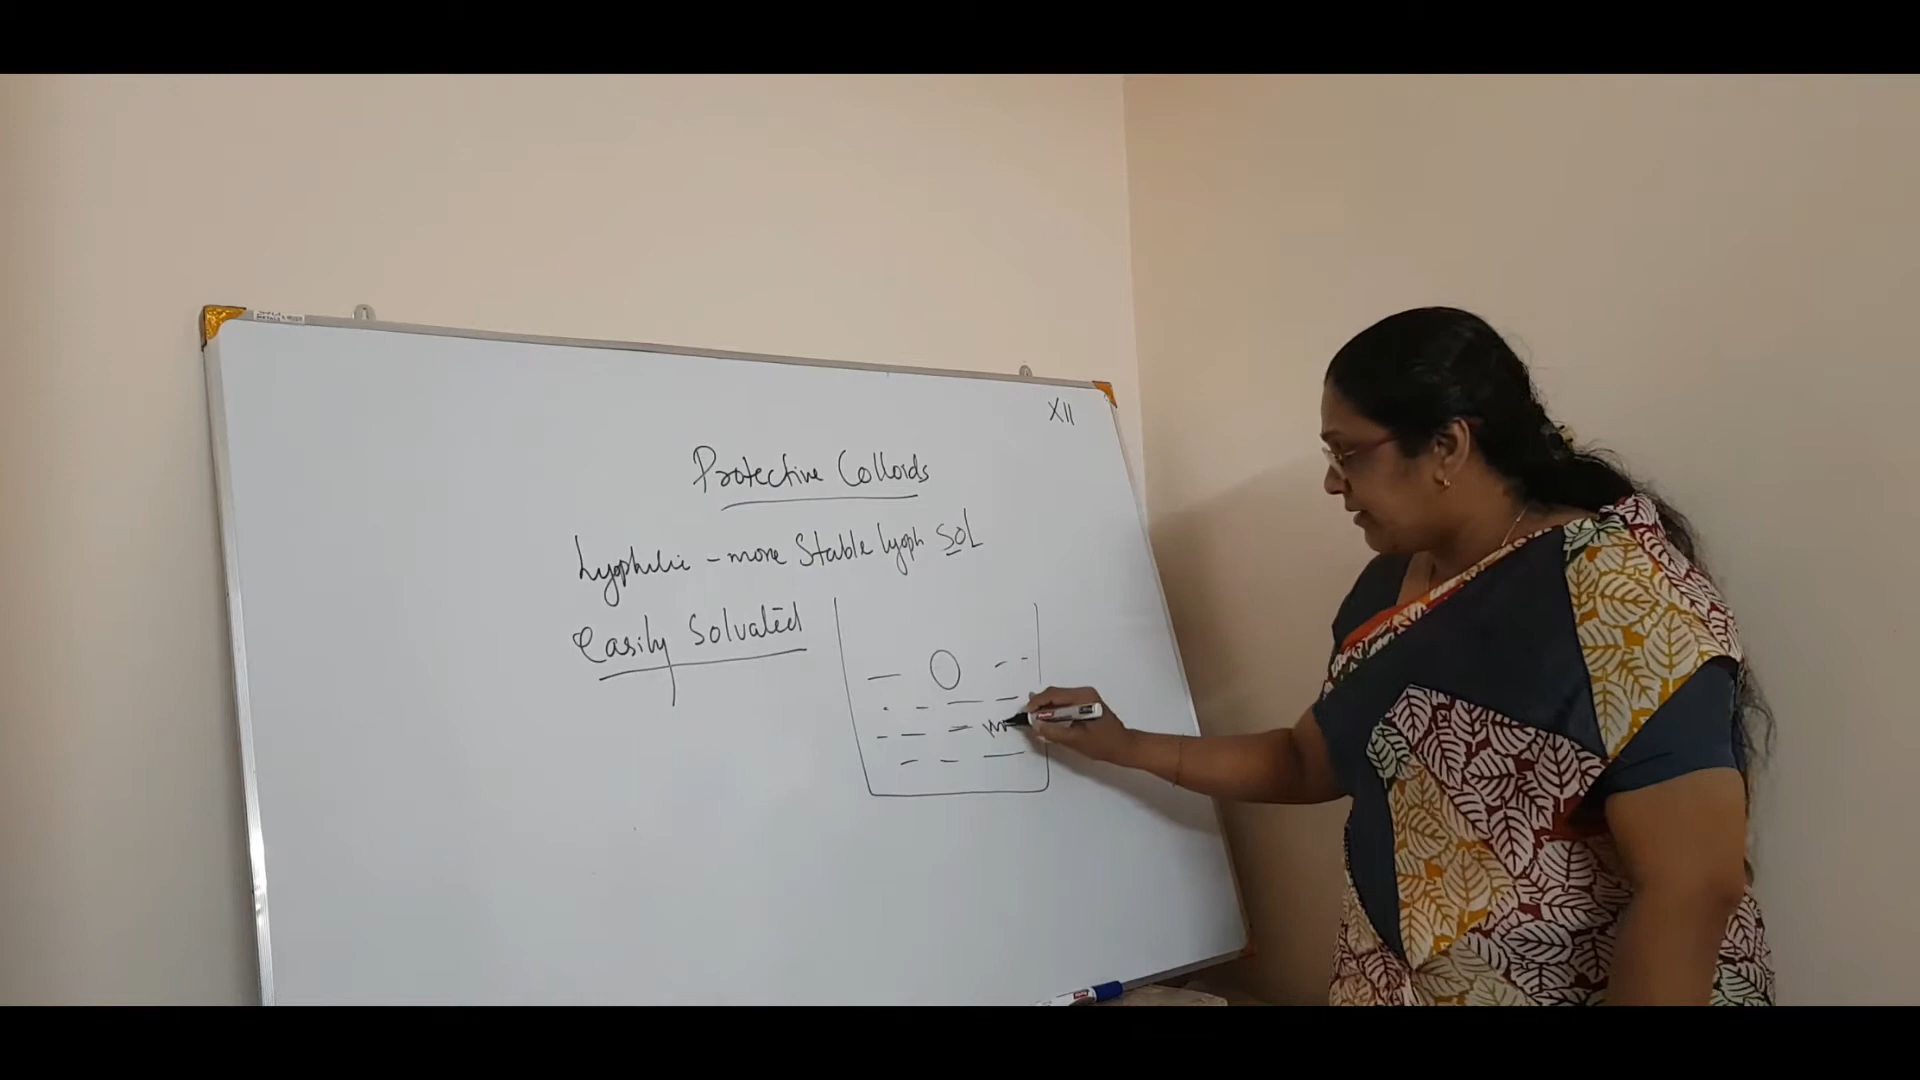 XII
Protective Colloids
Lyophilic - more Stable lyoph SOL
Easily Solvated